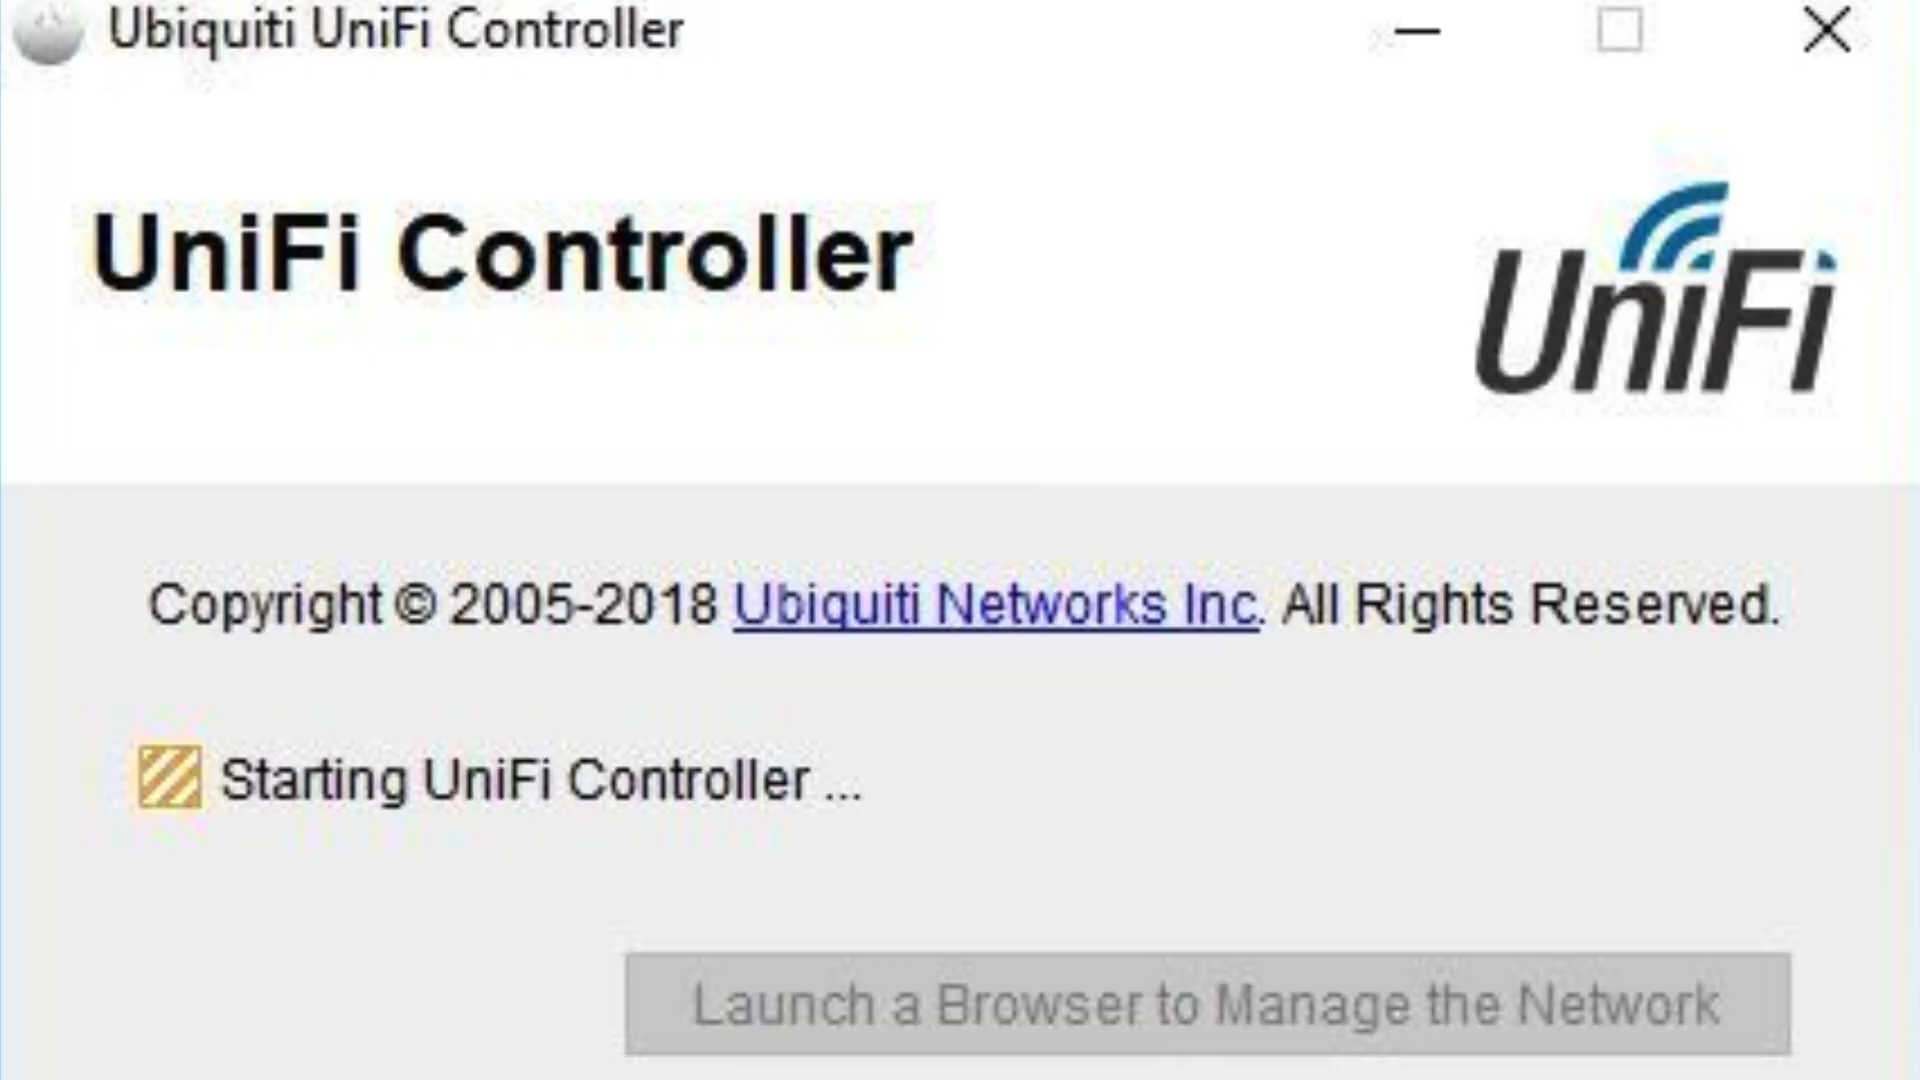 Ubiquiti UniFi Controller
UniFi Controller
UniFi
Copyright © 2005-2018 Ubiquiti Networks Inc. All Rights Reserved.
Starting UniFi Controller ...
Launch a Browser to Manage the Network